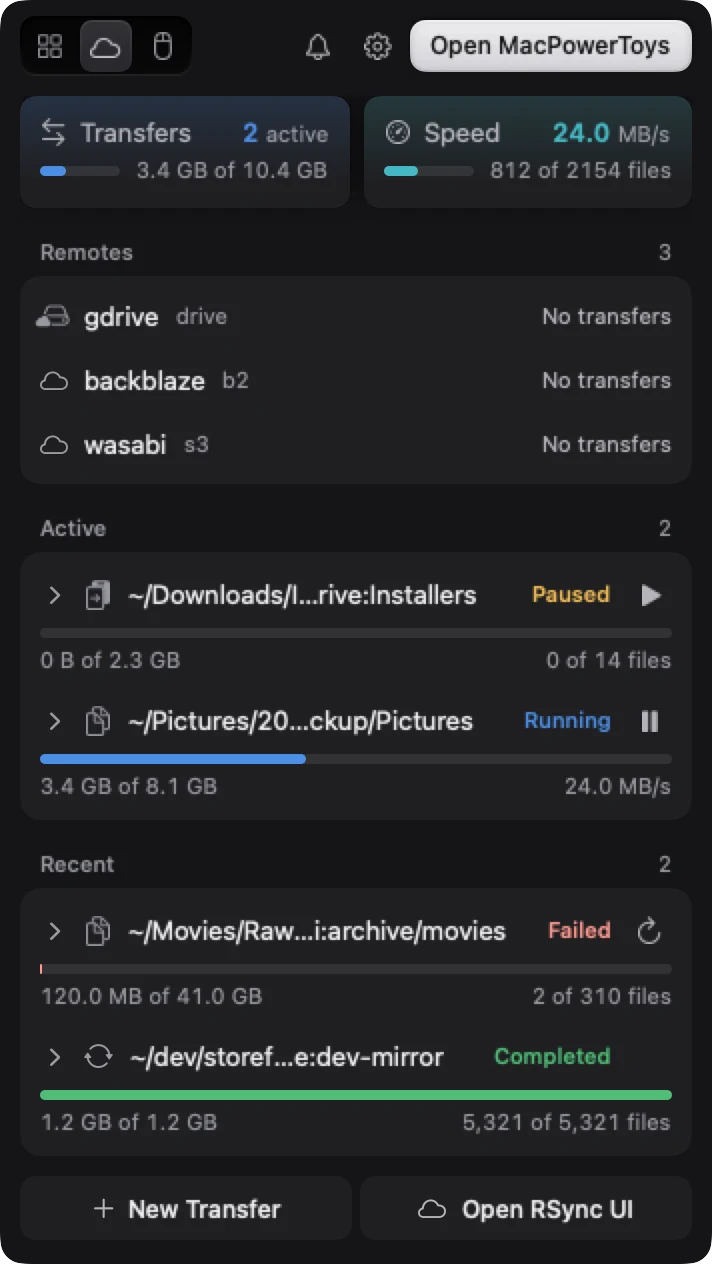 Open MacPowerToys
Transfers 2 active
3.4 GB of 10.4 GB
Speed 24.0 MB/s
812 of 2154 files
Remotes 3
gdrive drive No transfers
backblaze b2 No transfers
wasabi s3 No transfers
Active 2
~/Downloads/I...rive:Installers Paused
0 B of 2.3 GB 0 of 14 files
~/Pictures/20...ckup/Pictures Running
3.4 GB of 8.1 GB 24.0 MB/s
Recent 2
~/Movies/Raw...i:archive/movies Failed
120.0 MB of 41.0 GB 2 of 310 files
~/dev/storef...e:dev-mirror Completed
1.2 GB of 1.2 GB 5,321 of 5,321 files
New Transfer
Open RSync UI